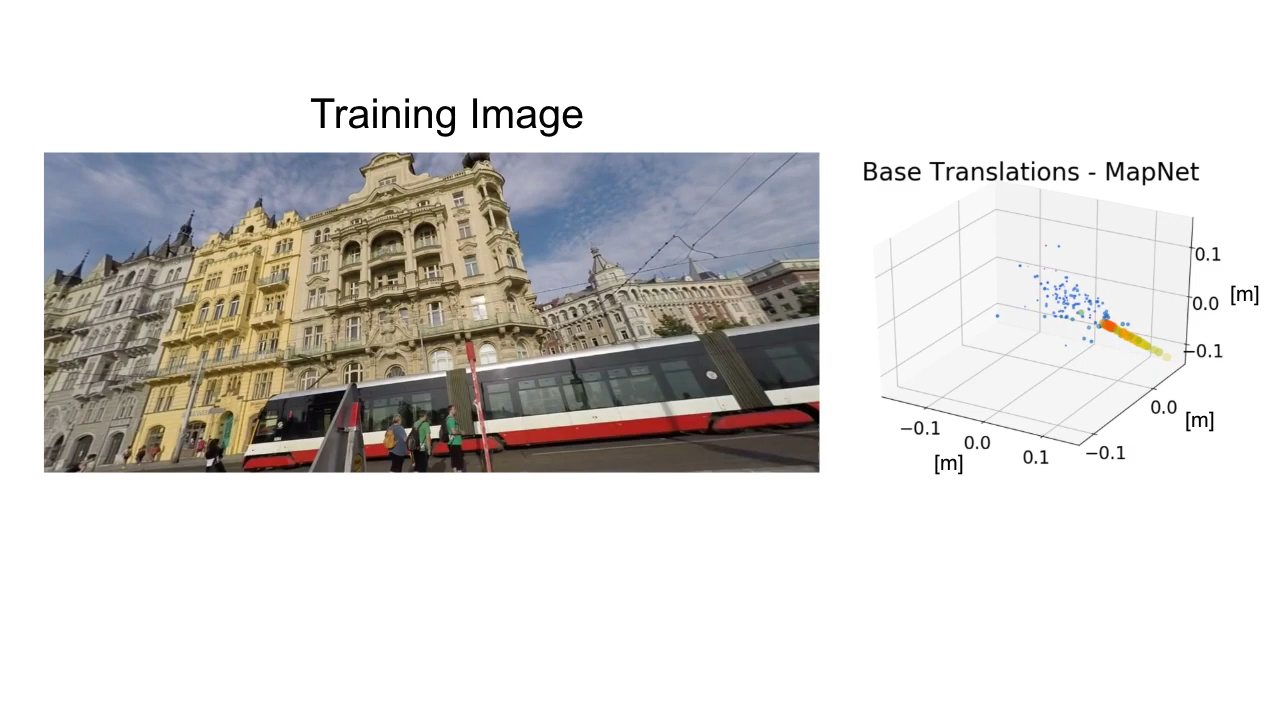 Training Image
Base Translations - MapNet
0.1
0.0
[m]
−0.1
0.0
[m]
−0.1
−0.1
0.0
0.1
[m]